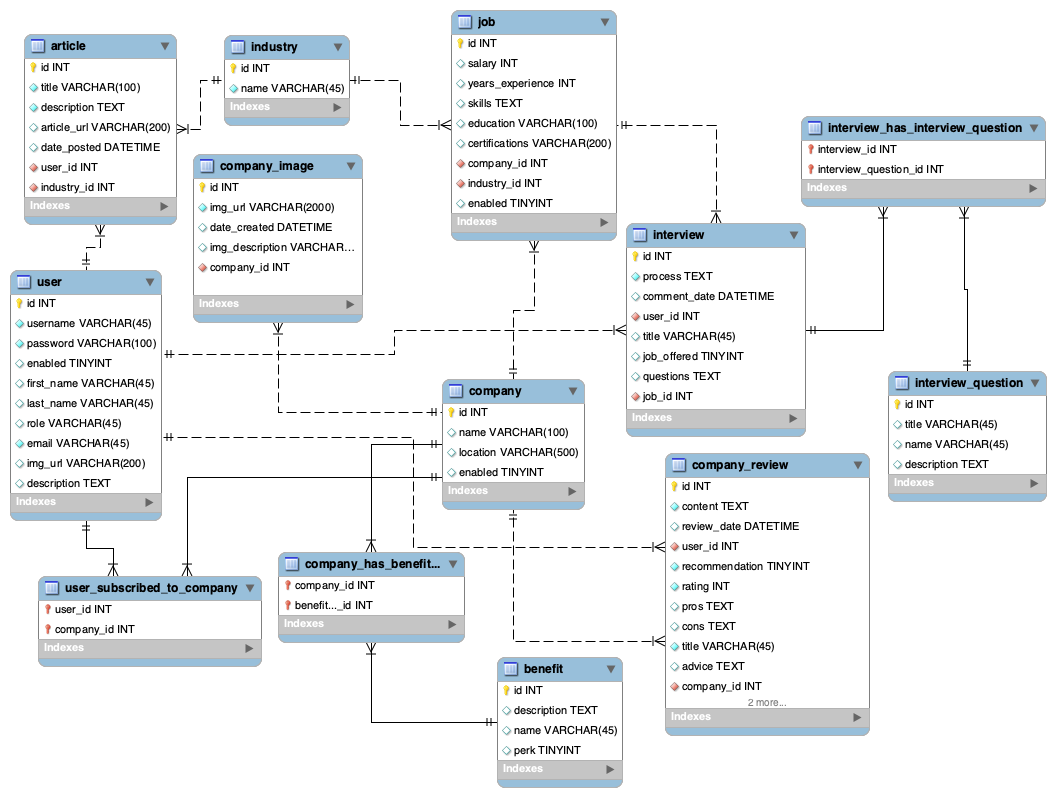 article
id INT
title VARCHAR(100)
description TEXT
article_url VARCHAR(200)
date_posted DATETIME
user_id INT
industry_id INT
Indexes
industry
id INT
name VARCHAR(45)
Indexes
job
id INT
salary INT
years_experience INT
skills TEXT
education VARCHAR(100)
certifications VARCHAR(200)
company_id INT
industry_id INT
enabled TINYINT
Indexes
interview_has_interview_question
interview_id INT
interview_question_id INT
Indexes
company_image
id INT
img_url VARCHAR(2000)
date_created DATETIME
img_description VARCHAR...
company_id INT
Indexes
interview
id INT
process TEXT
comment_date DATETIME
user_id INT
title VARCHAR(45)
job_offered TINYINT
questions TEXT
job_id INT
Indexes
user
id INT
username VARCHAR(45)
password VARCHAR(100)
enabled TINYINT
first_name VARCHAR(45)
last_name VARCHAR(45)
role VARCHAR(45)
email VARCHAR(45)
img_url VARCHAR(200)
description TEXT
Indexes
company
id INT
name VARCHAR(100)
location VARCHAR(500)
enabled TINYINT
Indexes
interview_question
id INT
title VARCHAR(45)
name VARCHAR(45)
description TEXT
Indexes
company_review
id INT
content TEXT
review_date DATETIME
user_id INT
recommendation TINYINT
rating INT
pros TEXT
cons TEXT
title VARCHAR(45)
advice TEXT
company_id INT
2 more...
Indexes
user_subscribed_to_company
user_id INT
company_id INT
Indexes
company_has_benefit...
company_id INT
benefit..._id INT
Indexes
benefit
id INT
description TEXT
name VARCHAR(45)
perk TINYINT
Indexes